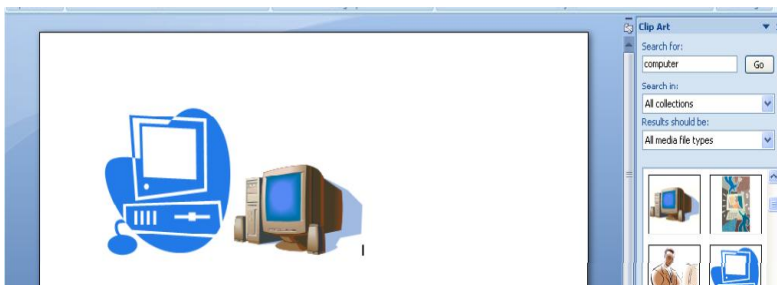 Clip Art
Search for:
computer
Go
Search in:
All collections
Results should be:
All media file types